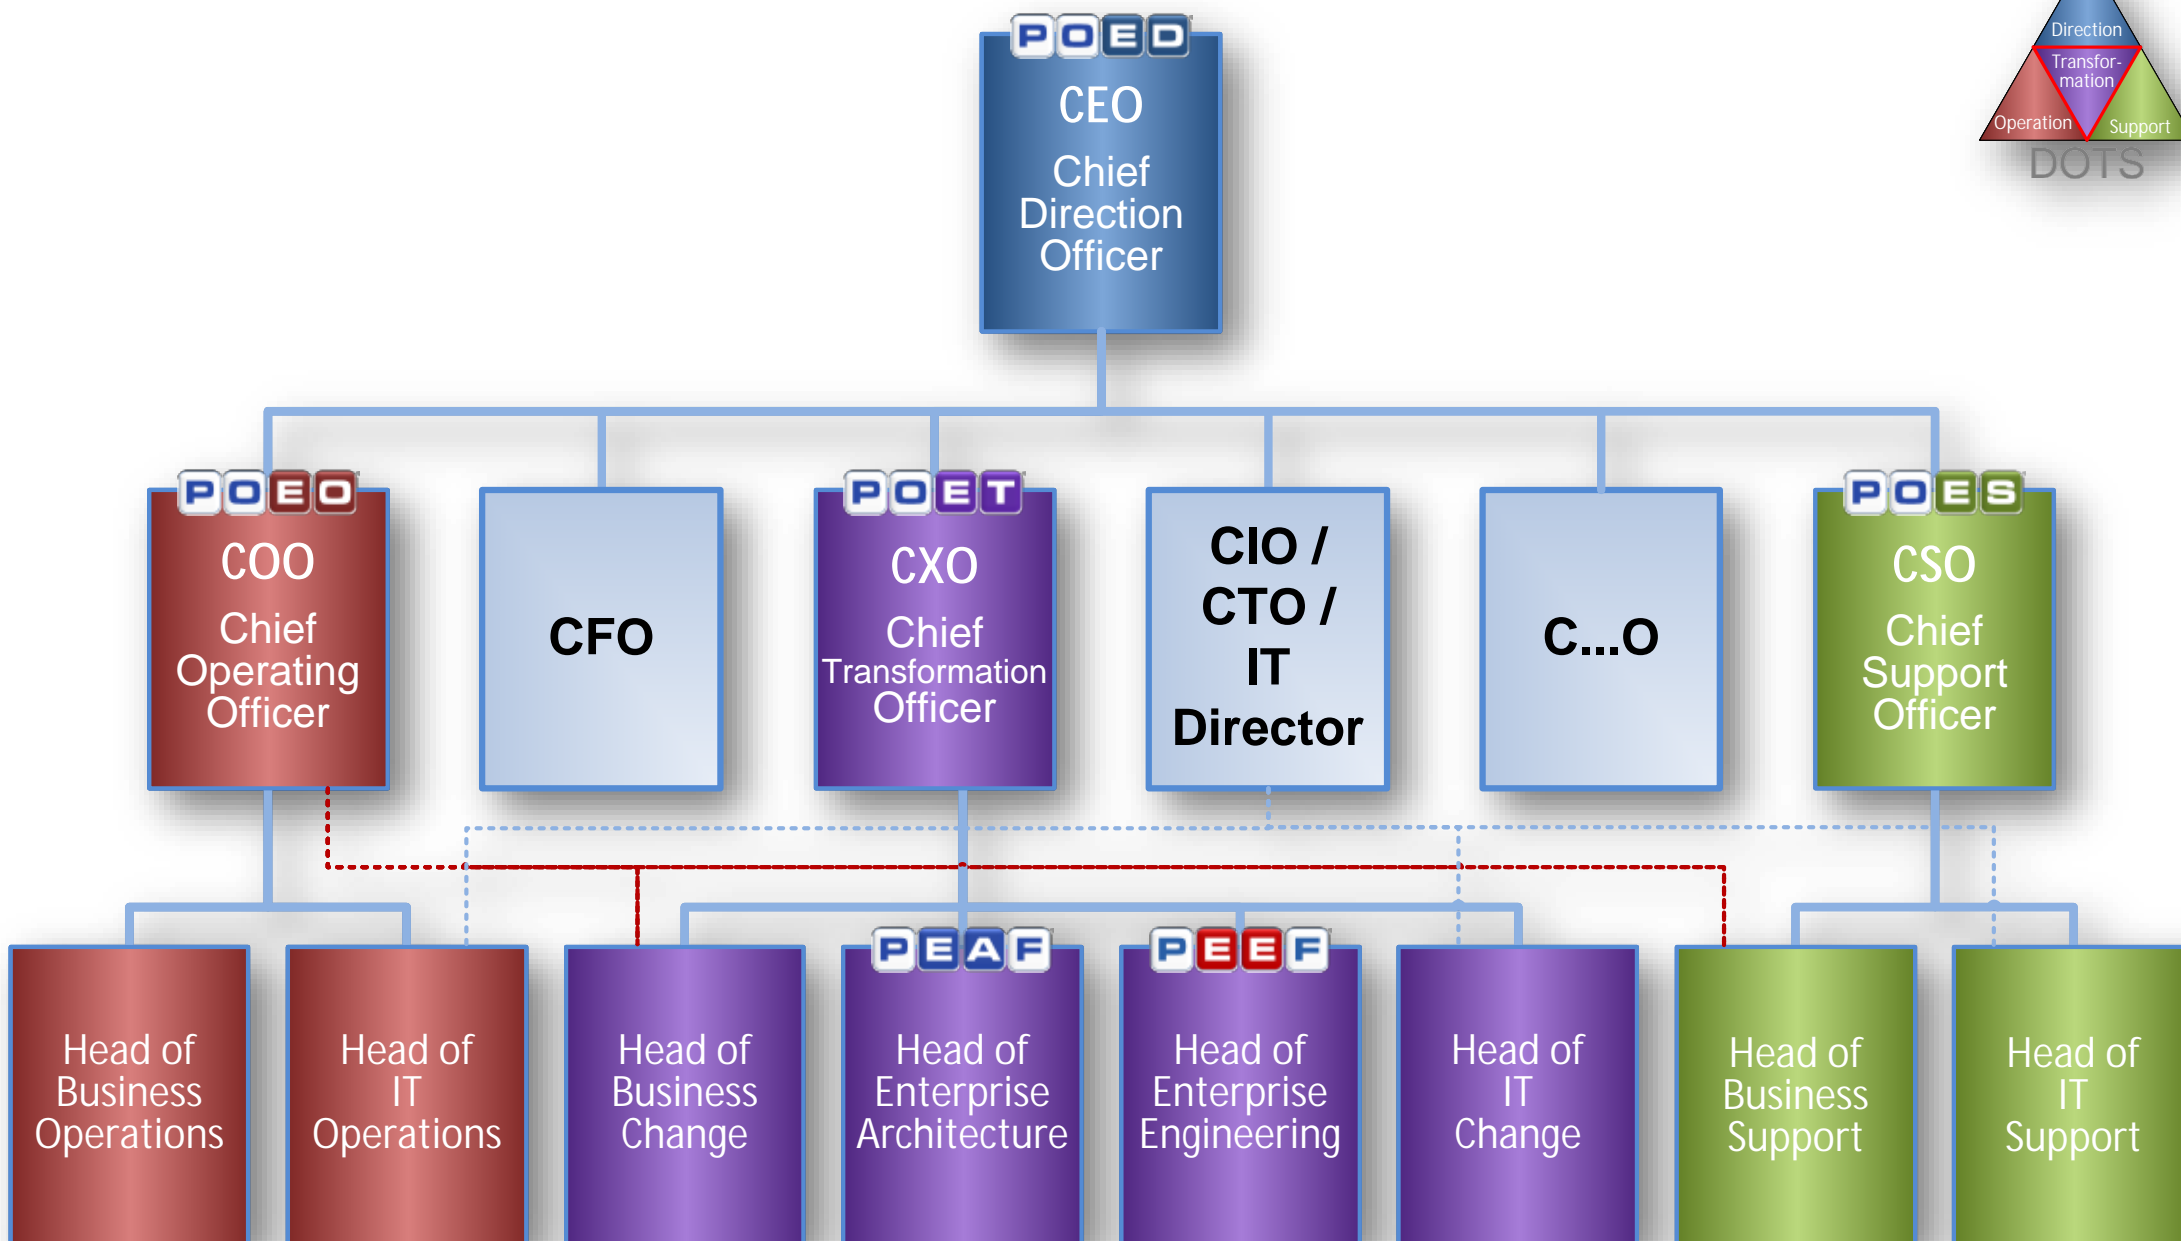 POED
CEO
Chief
Direction
Officer
Direction
Transfor-
mation
Operation
Support
DOTS
POEO
COO
Chief
Operating
Officer
CFO
POET
CXO
Chief
Transformation
Officer
CIO /
CTO /
IT
Director
C...O
POES
CSO
Chief
Support
Officer
Head of
Business
Operations
Head of
IT
Operations
Head of
Business
Change
PEAF
Head of
Enterprise
Architecture
PEEF
Head of
Enterprise
Engineering
Head of
IT
Change
Head of
Business
Support
Head of
IT
Support